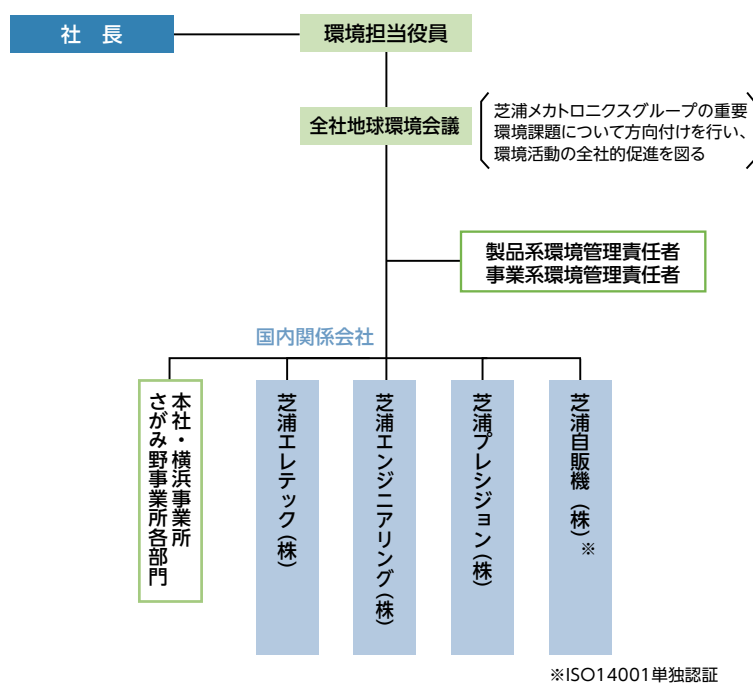 社 長
環境担当役員
全社地球環境会議
芝浦メカトロニクスグループの重要
環境課題について方向付けを行い、
環境活動の全社的促進を図る
製品系環境管理責任者
事業系環境管理責任者
国内関係会社
本社・横浜事業所
さがみ野事業所各部門
芝浦エレテック(株)
芝浦エンジニアリング(株)
芝浦プレシジョン(株)
芝浦自販機(株)※
※ISO14001単独認証